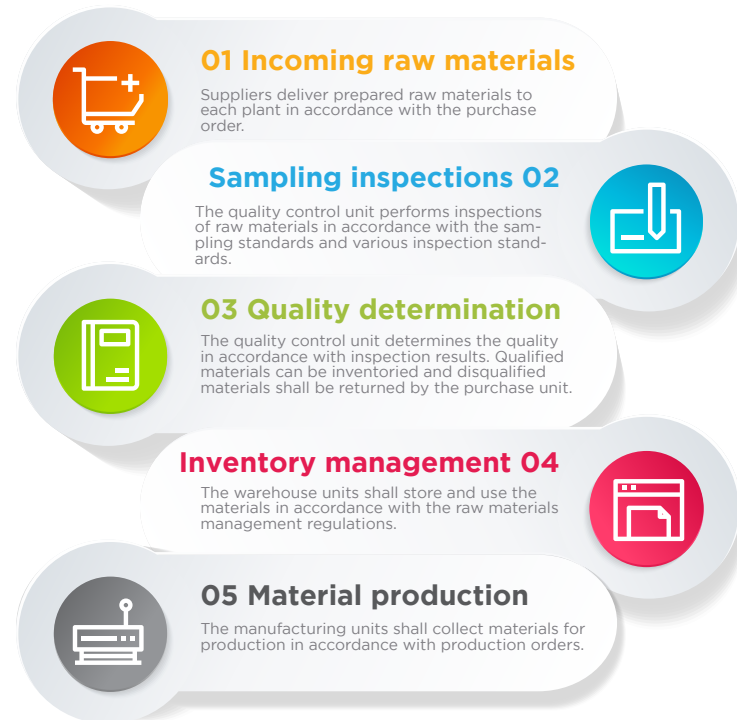 01 Incoming raw materials
Suppliers deliver prepared raw materials to
each plant in accordance with the purchase
order.
Sampling inspections 02
The quality control unit performs inspections
of raw materials in accordance with the sam-
pling standards and various inspection stand-
ards.
03 Quality determination
The quality control unit determines the quality
in accordance with inspection results. Qualified
materials can be inventoried and disqualified
materials shall be returned by the purchase unit.
Inventory management 04
The warehouse units shall store and use the
materials in accordance with the raw materials
management regulations.
05 Material production
The manufacturing units shall collect materials for
production in accordance with production orders.